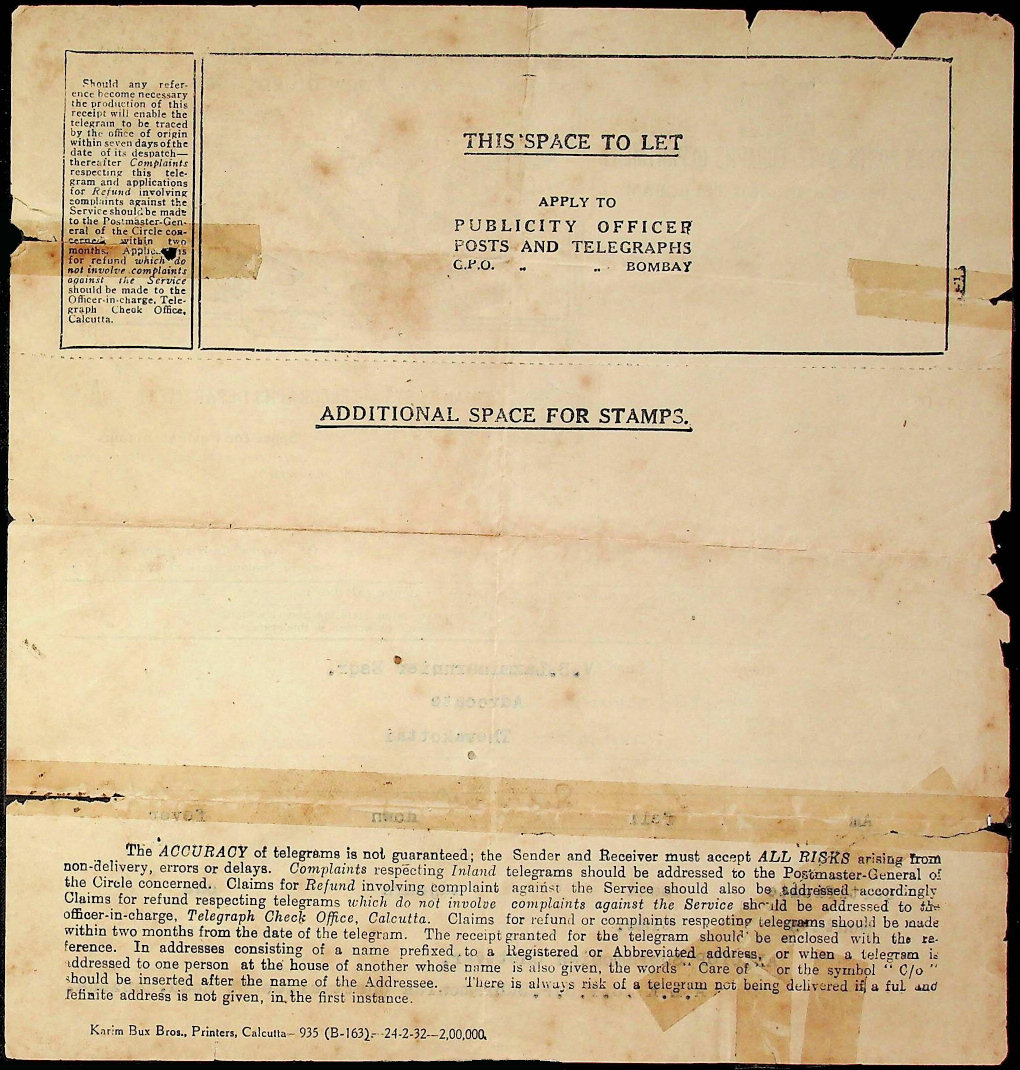 Should any refer-
ence become necessary
the production of this
receipt will enable the
telegram to be traced
by the office of origin
within seven days of the
date of its despatch—
thereafter Complaints
respecting this tele-
gram and applications
for Refund involving
complaints against the
Service should be made
to the Postmaster-Gen-
eral of the Circle con-
cerned within two
months. Applications
for refund which do
not involve complaints
against the Service
should be made to the
Officer-in-charge, Tele-
graph Check Office,
Calcutta.
THIS SPACE TO LET
APPLY TO
PUBLICITY OFFICER
POSTS AND TELEGRAPHS
G.P.O. „ „ BOMBAY
ADDITIONAL SPACE FOR STAMPS.
Advocate
Am fell down fever
The ACCURACY of telegrams is not guaranteed; the Sender and Receiver must accept ALL RISKS arising from
non-delivery, errors or delays. Complaints respecting Inland telegrams should be addressed to the Postmaster-General of
the Circle concerned. Claims for Refund involving complaint against the Service should also be addressed accordingly
Claims for refund respecting telegrams which do not involve complaints against the Service should be addressed to the
officer-in-charge, Telegraph Check Office, Calcutta. Claims for refund or complaints respecting telegrams should be made
within two months from the date of the telegram. The receipt granted for the telegram should be enclosed with the re-
ference. In addresses consisting of a name prefixed to a Registered or Abbreviated address, or when a telegram is
addressed to one person at the house of another whose name is also given, the words " Care of " or the symbol " C/o "
should be inserted after the name of the Addressee. There is always risk of a telegram not being delivered if a full and
definite address is not given, in the first instance.
Karim Bux Bros., Printers, Calcutta—935 (B-163).—24-2-32—2,00,000.